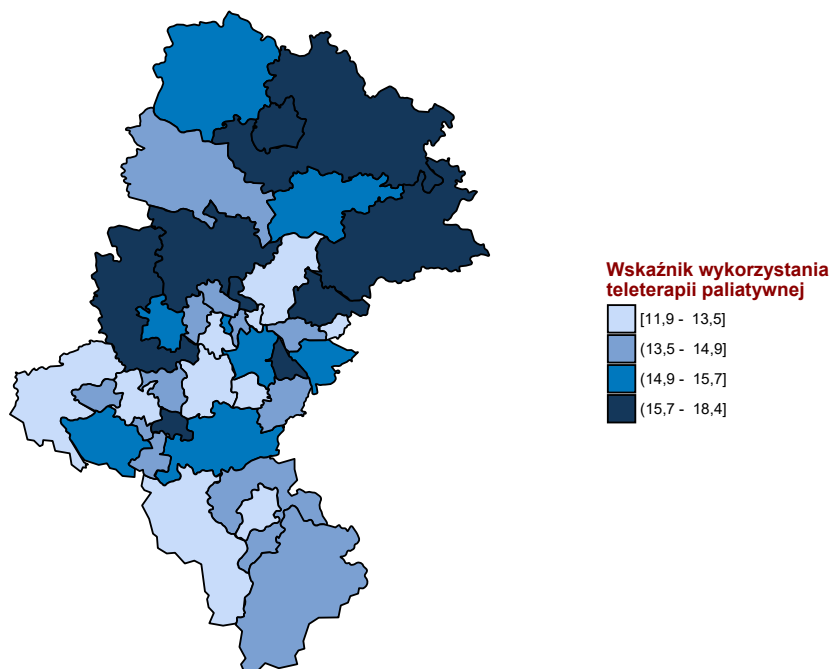 Wskaźnik wykorzystania
teleterapii paliatywnej
[11,9 - 13,5]
(13,5 - 14,9]
(14,9 - 15,7]
(15,7 - 18,4]